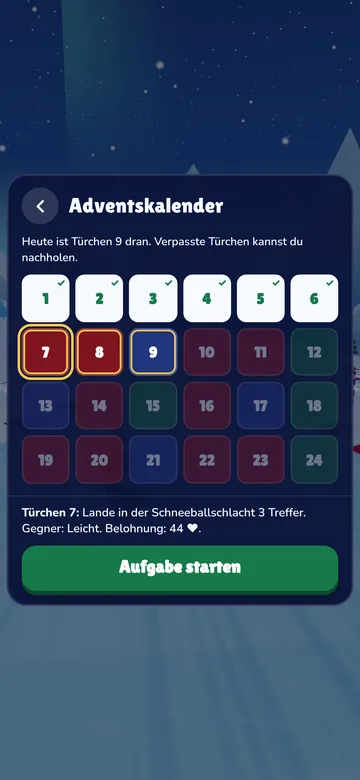 Adventskalender
Heute ist Türchen 9 dran. Verpasste Türchen kannst du
nachholen.
1 2 3 4 5 6
7 8 9 10 11 12
13 14 15 16 17 18
19 20 21 22 23 24
Türchen 7: Lande in der Schneeballschlacht 3 Treffer.
Gegner: Leicht. Belohnung: 44 ♥.
Aufgabe starten